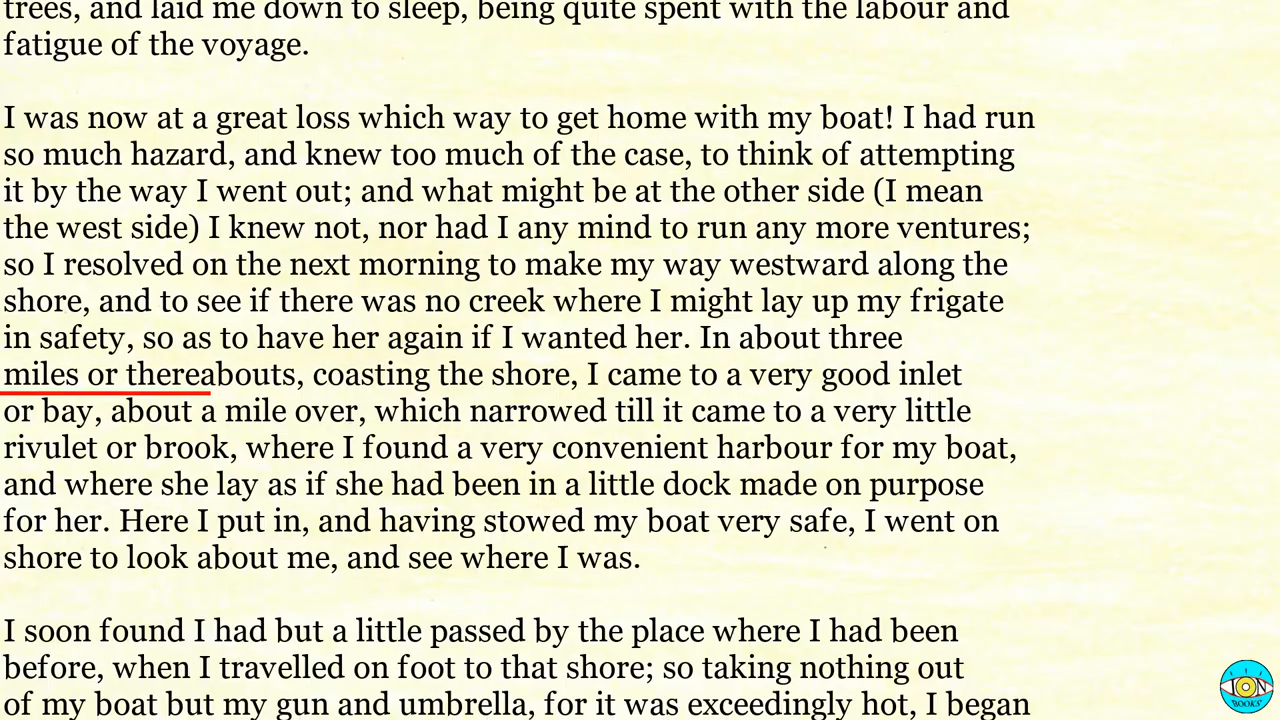 trees, and laid me down to sleep, being quite spent with the labour and
fatigue of the voyage.
I was now at a great loss which way to get home with my boat! I had run
so much hazard, and knew too much of the case, to think of attempting
it by the way I went out; and what might be at the other side (I mean
the west side) I knew not, nor had I any mind to run any more ventures;
so I resolved on the next morning to make my way westward along the
shore, and to see if there was no creek where I might lay up my frigate
in safety, so as to have her again if I wanted her. In about three
miles or thereabouts, coasting the shore, I came to a very good inlet
or bay, about a mile over, which narrowed till it came to a very little
rivulet or brook, where I found a very convenient harbour for my boat,
and where she lay as if she had been in a little dock made on purpose
for her. Here I put in, and having stowed my boat very safe, I went on
shore to look about me, and see where I was.
I soon found I had but a little passed by the place where I had been
before, when I travelled on foot to that shore; so taking nothing out
of my boat but my gun and umbrella, for it was exceedingly hot, I began
ION
BOOKS